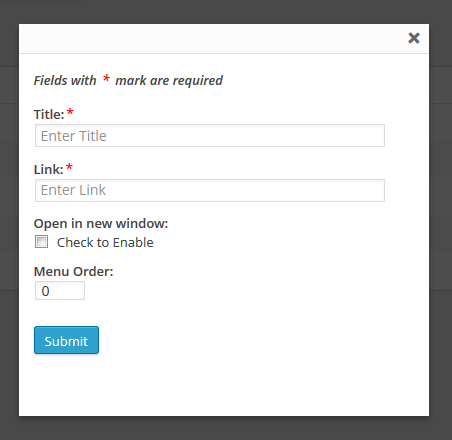 Fields with * mark are required
Title:*
Enter Title
Link:*
Enter Link
Open in new window:
Check to Enable
Menu Order:
0
Submit